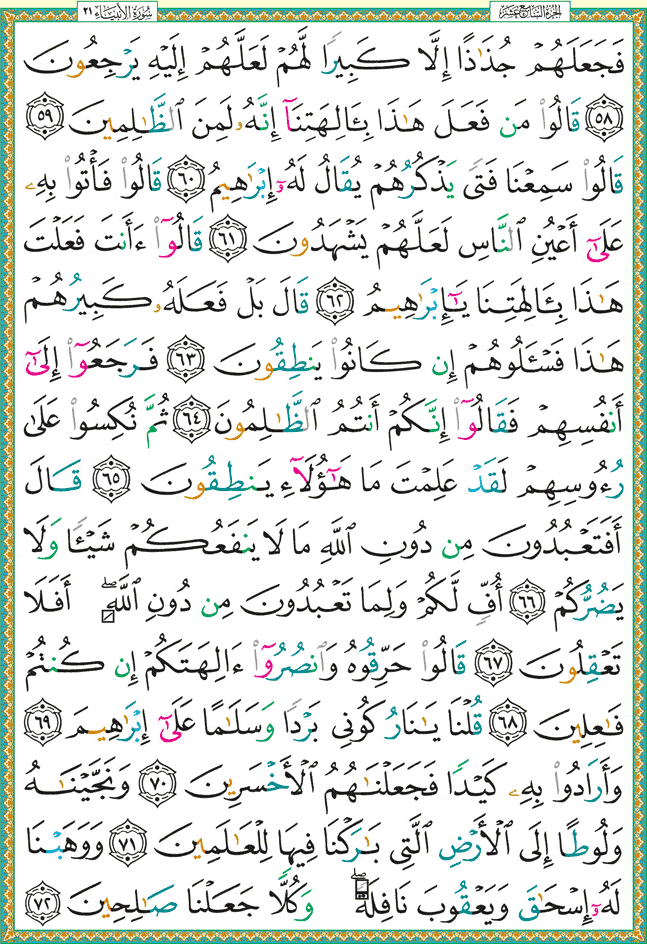 الجزء السابع عشر سورة الأنبياء ٢١
فَجَعَلَهُمْ جُذَٰذًا إِلَّا كَبِيرًا لَّهُمْ لَعَلَّهُمْ إِلَيْهِ يَرْجِعُونَ
٥٨ قَالُوا۟ مَن فَعَلَ هَٰذَا بِـَٔالِهَتِنَآ إِنَّهُۥ لَمِنَ ٱلظَّٰلِمِينَ ٥٩
قَالُوا۟ سَمِعْنَا فَتًى يَذْكُرُهُمْ يُقَالُ لَهُۥٓ إِبْرَٰهِيمُ ٦٠ قَالُوا۟ فَأْتُوا۟ بِهِۦ
عَلَىٰٓ أَعْيُنِ ٱلنَّاسِ لَعَلَّهُمْ يَشْهَدُونَ ٦١ قَالُوٓا۟ ءَأَنتَ فَعَلْتَ
هَٰذَا بِـَٔالِهَتِنَا يَٰٓإِبْرَٰهِيمُ ٦٢ قَالَ بَلْ فَعَلَهُۥ كَبِيرُهُمْ
هَٰذَا فَسْـَٔلُوهُمْ إِن كَانُوا۟ يَنطِقُونَ ٦٣ فَرَجَعُوٓا۟ إِلَىٰٓ
أَنفُسِهِمْ فَقَالُوٓا۟ إِنَّكُمْ أَنتُمُ ٱلظَّٰلِمُونَ ٦٤ ثُمَّ نُكِسُوا۟ عَلَىٰ
رُءُوسِهِمْ لَقَدْ عَلِمْتَ مَا هَٰٓؤُلَآءِ يَنطِقُونَ ٦٥ قَالَ
أَفَتَعْبُدُونَ مِن دُونِ ٱللَّهِ مَا لَا يَنفَعُكُمْ شَيْـًٔا وَلَا
يَضُرُّكُمْ ٦٦ أُفٍّ لَّكُمْ وَلِمَا تَعْبُدُونَ مِن دُونِ ٱللَّهِ ۖ أَفَلَا
تَعْقِلُونَ ٦٧ قَالُوا۟ حَرِّقُوهُ وَٱنصُرُوٓا۟ ءَالِهَتَكُمْ إِن كُنتُمْ
فَٰعِلِينَ ٦٨ قُلْنَا يَٰنَارُ كُونِى بَرْدًا وَسَلَٰمًا عَلَىٰٓ إِبْرَٰهِيمَ ٦٩
وَأَرَادُوا۟ بِهِۦ كَيْدًا فَجَعَلْنَٰهُمُ ٱلْأَخْسَرِينَ ٧٠ وَنَجَّيْنَٰهُ
وَلُوطًا إِلَى ٱلْأَرْضِ ٱلَّتِى بَٰرَكْنَا فِيهَا لِلْعَٰلَمِينَ ٧١ وَوَهَبْنَا
لَهُۥٓ إِسْحَٰقَ وَيَعْقُوبَ نَافِلَةً ۖ وَكُلًّا جَعَلْنَا صَٰلِحِينَ ٧٢